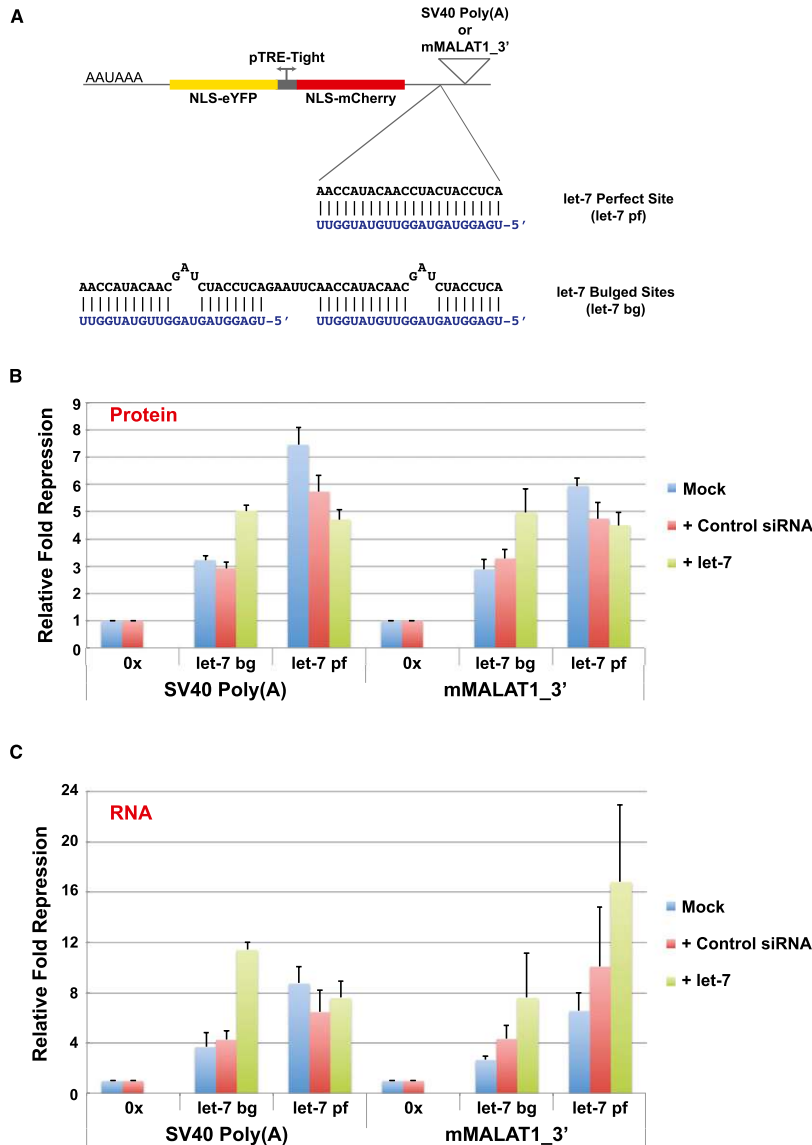 A
SV40 Poly(A)
or
mMALAT1_3’
pTRE-Tight
AAUAAA
NLS-eYFP
NLS-mCherry
AACCAUACAACCUACUACCUCA
UUGGUAUGUUGGAUGAUGGAGU-5’
let-7 Perfect Site
(let-7 pf)
AACCAUACAACGAUCUACCUCAGAAUUCAACCAUACAACGAUCUACCUCA
UUGGUAUGUUGGAUGAUGGAGU-5’ UUGGUAUGUUGGAUGAUGGAGU-5’
let-7 Bulged Sites
(let-7 bg)
B
Protein
Relative Fold Repression
9
8
7
6
5
4
3
2
1
0
0x let-7 bg let-7 pf 0x let-7 bg let-7 pf
SV40 Poly(A) mMALAT1_3’
Mock
+ Control siRNA
+ let-7
C
RNA
Relative Fold Repression
24
20
16
12
8
4
0
0x let-7 bg let-7 pf 0x let-7 bg let-7 pf
SV40 Poly(A) mMALAT1_3’
Mock
+ Control siRNA
+ let-7